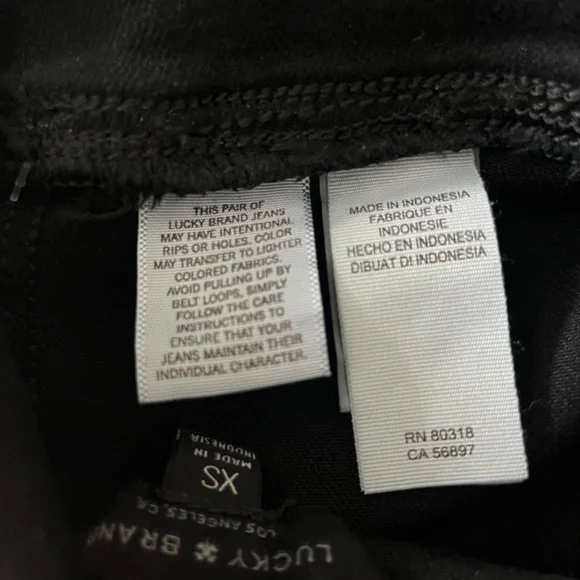 THIS PAIR OF
LUCKY BRAND JEANS
MAY HAVE INTENTIONAL
RIPS OR HOLES. COLOR
MAY TRANSFER TO LIGHTER
COLORED FABRICS.
AVOID PULLING UP BY
BELT LOOPS, SIMPLY
FOLLOW THE CARE
INSTRUCTIONS TO
ENSURE THAT YOUR
JEANS MAINTAIN THEIR
INDIVIDUAL CHARACTER.
MADE IN INDONESIA
FABRIQUE EN
INDONESIE
HECHO EN INDONESIA
DIBUAT DI INDONESIA
RN 80318
CA 56897
LUCKY BRAND
LOS ANGELES, CA
XS
MADE IN
INDONESIA